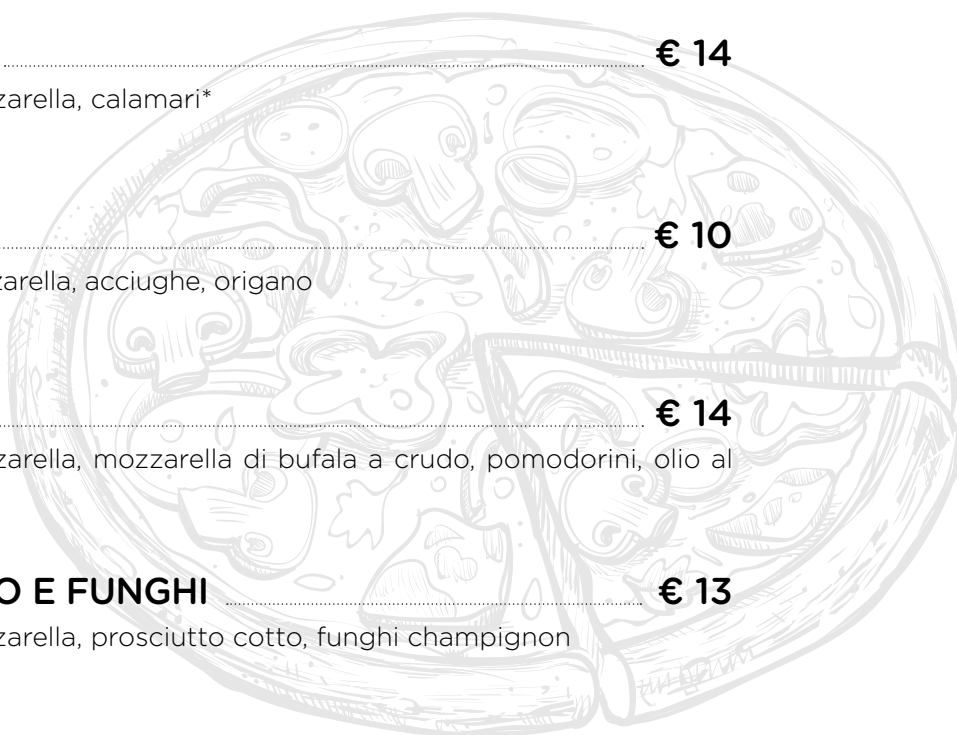 € 14
zarella, calamari*
€ 10
zarella, acciughe, origano
€ 14
zarella, mozzarella di bufala a crudo, pomodorini, olio al
O E FUNGHI € 13
zarella, prosciutto cotto, funghi champignon